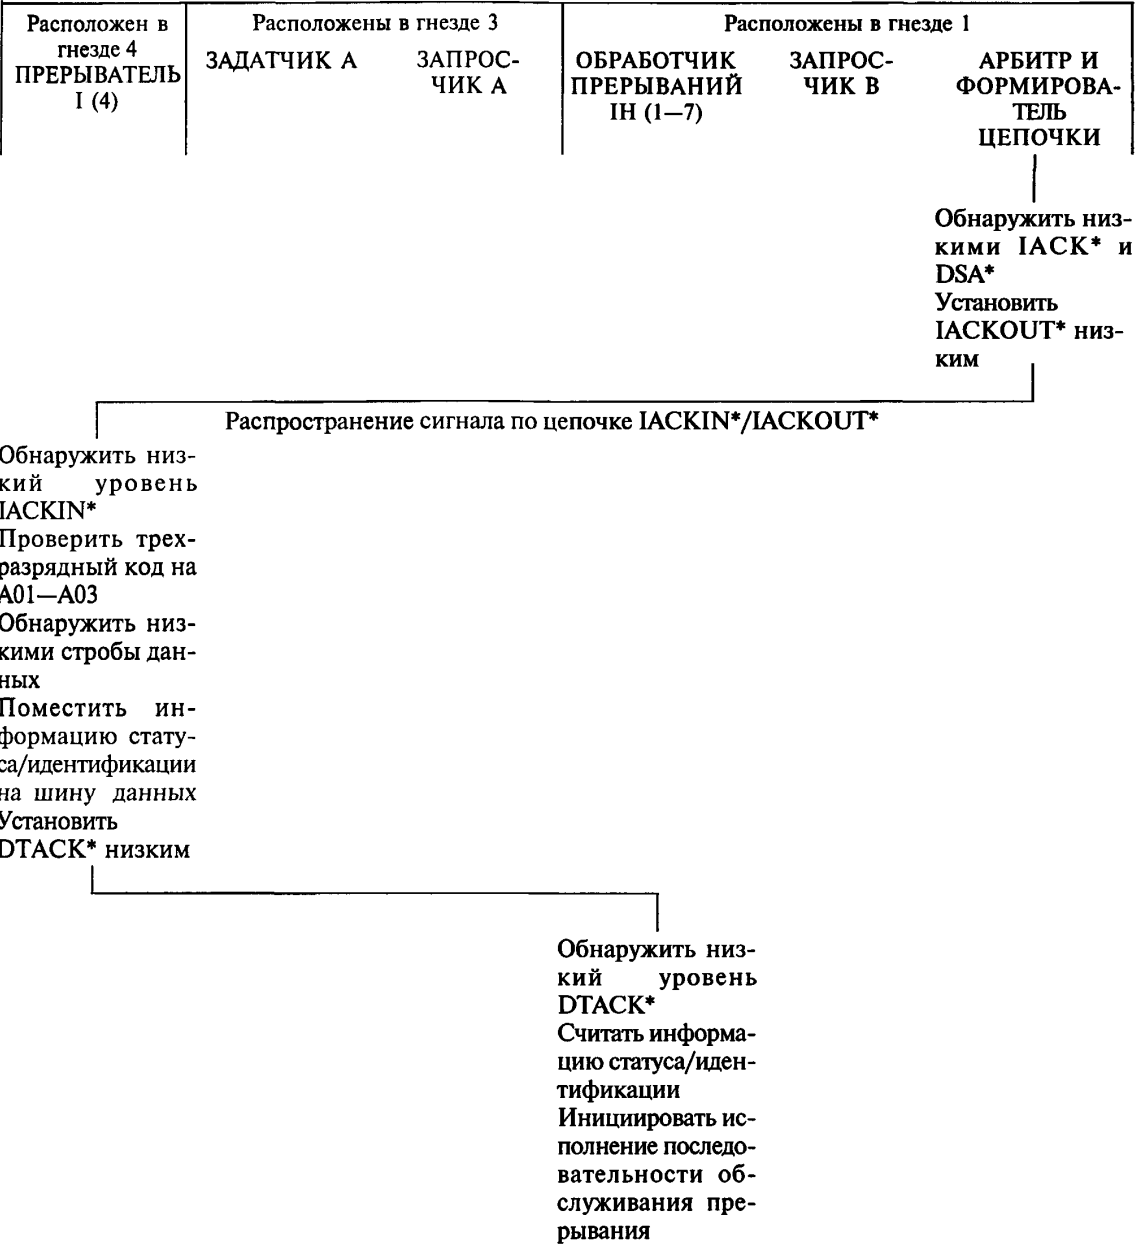 Расположен в
гнезде 4
ПРЕРЫВАТЕЛЬ
I (4)
Расположены в гнезде 3
ЗАДАТЧИК А
ЗАПРОС-
ЧИК А
Расположены в гнезде 1
ОБРАБОТЧИК
ПРЕРЫВАНИЙ
IH (1—7)
ЗАПРОС-
ЧИК В
АРБИТР И
ФОРМИРОВА-
ТЕЛЬ
ЦЕПОЧКИ
Обнаружить низ-
кими IACK* и
DSA*
Установить
IACKOUT* низ-
ким
Распространение сигнала по цепочке IACKIN*/IACKOUT*
Обнаружить низ-
кий уровень
IACKIN*
Проверить трех-
разрядный код на
А01—А03
Обнаружить низ-
кими стробы дан-
ных
Поместить ин-
формацию стату-
са/идентификации
на шину данных
Установить
DTACK* низким
Обнаружить низ-
кий уровень
DTACK*
Считать информа-
цию статуса/иден-
тификации
Инициировать ис-
полнение последо-
вательности об-
служивания пре-
рывания